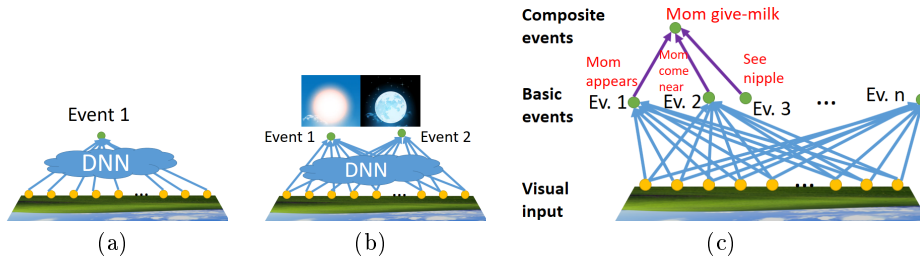 Event 1
DNN
...
(a)
Event 1
Event 2
DNN
...
(b)
Composite
events
Mom give-milk
Mom
appears
Mom
come
near
See
nipple
Basic
events
Ev. 1
Ev. 2
Ev. 3
...
Ev. n
Visual
input
...
(c)